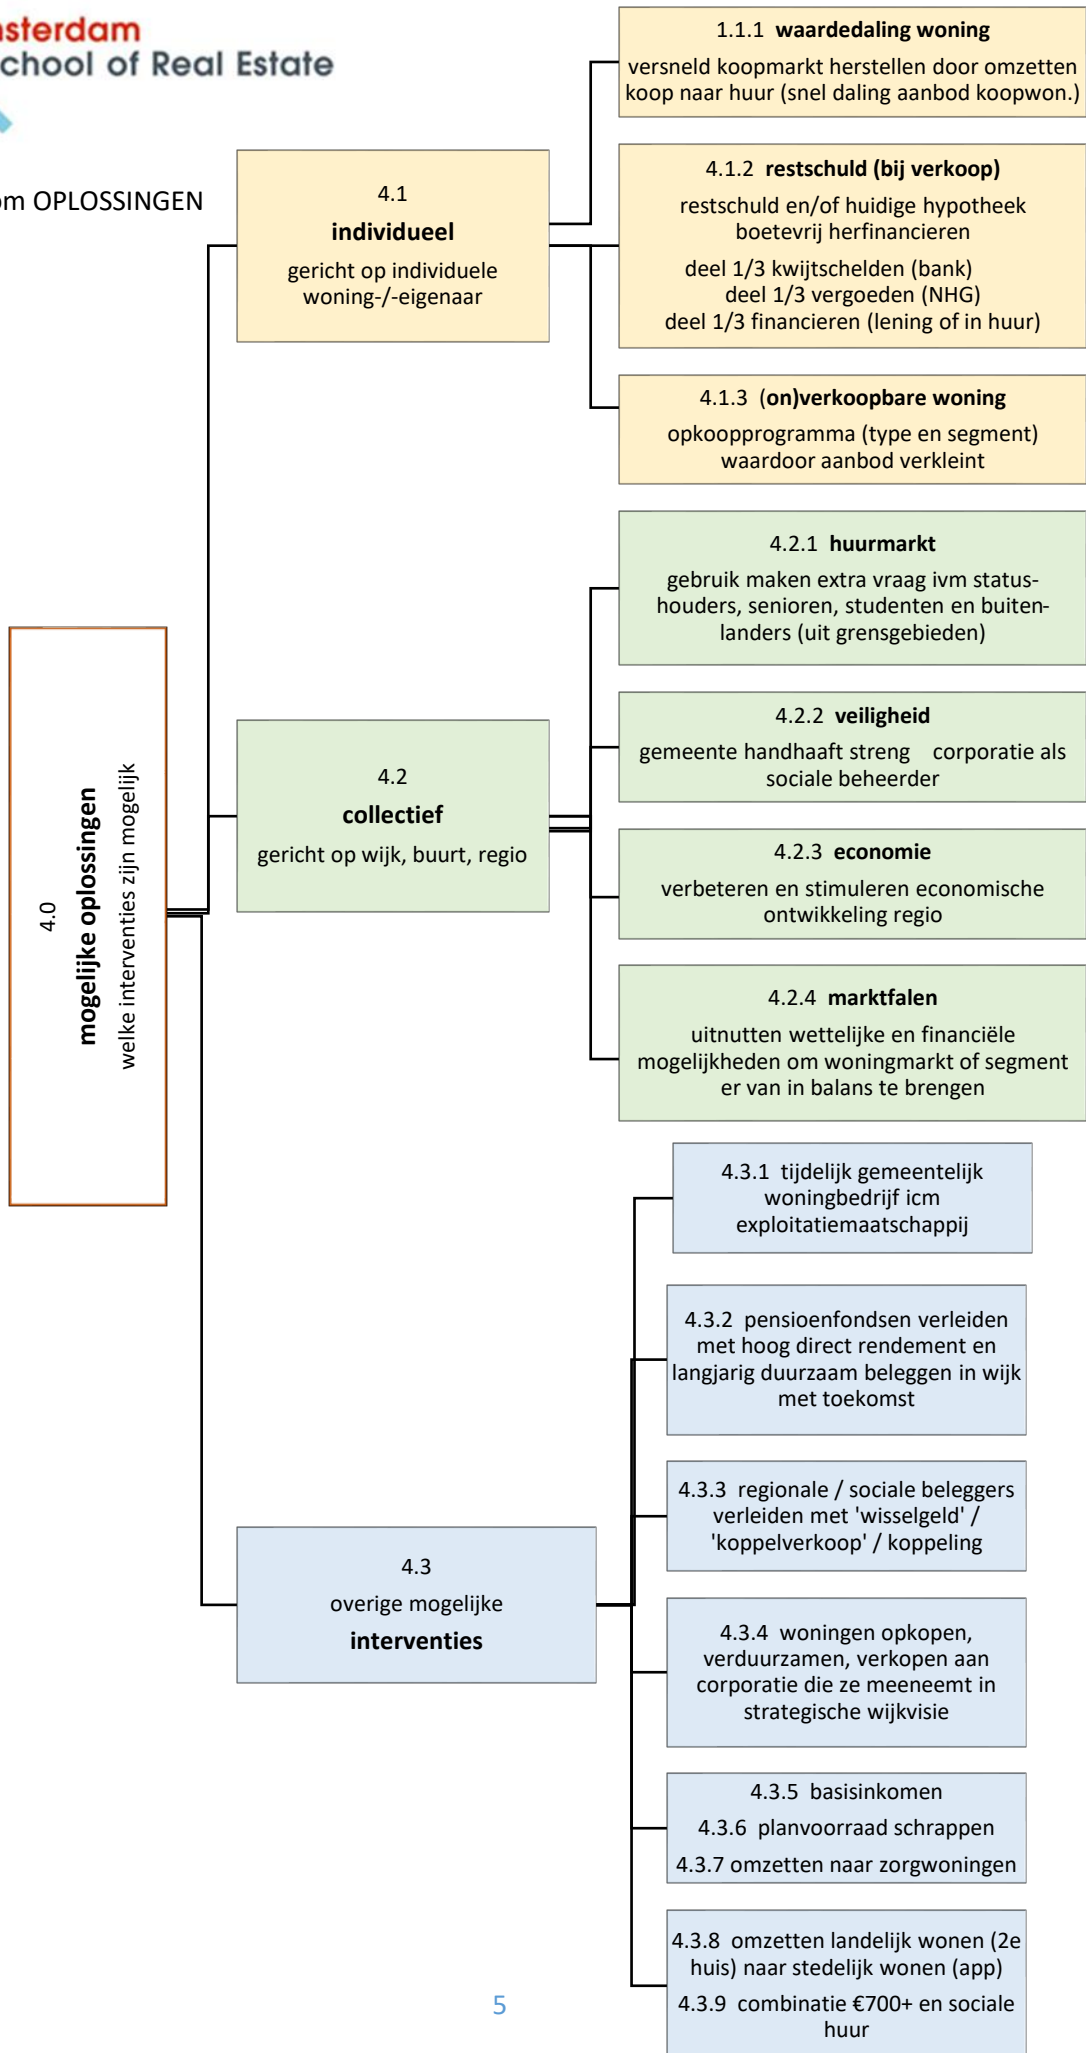 sterdam
chool of Real Estate
om OPLOSSINGEN
4.0
mogelijke oplossingen
welke interventies zijn mogelijk
4.1
individueel
gericht op individuele
woning-/-eigenaar
1.1.1 waardedaling woning
versneld koopmarkt herstellen door omzetten
koop naar huur (snel daling aanbod koopwon.)
4.1.2 restschuld (bij verkoop)
restschuld en/of huidige hypotheek
boetevrij herfinancieren
deel 1/3 kwijtschelden (bank)
deel 1/3 vergoeden (NHG)
deel 1/3 financieren (lening of in huur)
4.1.3 (on)verkoopbare woning
opkoopprogramma (type en segment)
waardoor aanbod verkleint
4.2
collectief
gericht op wijk, buurt, regio
4.2.1 huurmarkt
gebruik maken extra vraag ivm status-
houders, senioren, studenten en buiten-
landers (uit grensgebieden)
4.2.2 veiligheid
gemeente handhaaft streng corporatie als
sociale beheerder
4.2.3 economie
verbeteren en stimuleren economische
ontwikkeling regio
4.2.4 marktfalen
uitnutten wettelijke en financiële
mogelijkheden om woningmarkt of segment
er van in balans te brengen
4.3
overige mogelijke
interventies
4.3.1 tijdelijk gemeentelijk
woningbedrijf icm
exploitatiemaatschappij
4.3.2 pensioenfondsen verleiden
met hoog direct rendement en
langjarig duurzaam beleggen in wijk
met toekomst
4.3.3 regionale / sociale beleggers
verleiden met 'wisselgeld' /
'koppelverkoop' / koppeling
4.3.4 woningen opkopen,
verduurzamen, verkopen aan
corporatie die ze meeneemt in
strategische wijkvisie
4.3.5 basisinkomen
4.3.6 planvoorraad schrappen
4.3.7 omzetten naar zorgwoningen
4.3.8 omzetten landelijk wonen (2e
huis) naar stedelijk wonen (app)
4.3.9 combinatie €700+ en sociale
huur
5